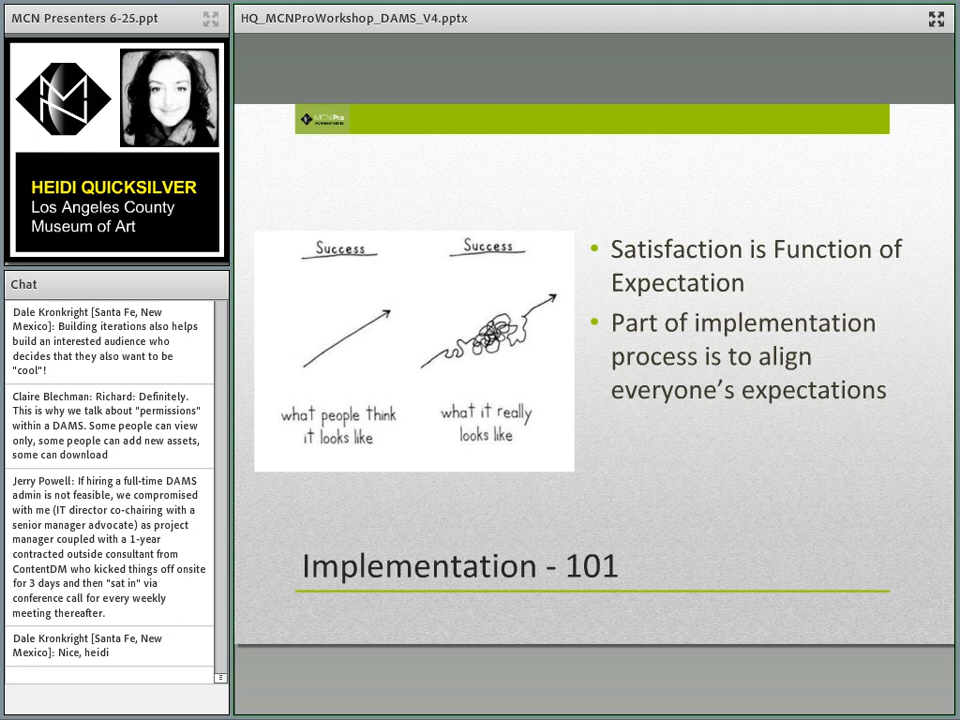 MCN Presenters 6-25.ppt
HEIDI QUICKSILVER
Los Angeles County
Museum of Art
Chat
Dale Kronkright [Santa Fe, New
Mexico]: Building iterations also helps
build an interested audience who
decides that they also want to be
"cool"!
Claire Blechman: Richard: Definitely.
This is why we talk about "permissions"
within a DAMS. Some people can view
only, some people can add new assets,
some can download
Jerry Powell: If hiring a full-time DAMS
admin is not feasible, we compromised
with me (IT director co-chairing with a
senior manager advocate) as project
manager coupled with a 1-year
contracted outside consultant from
ContentDM who kicked things off onsite
for 3 days and then "sat in" via
conference call for every weekly
meeting thereafter.
Dale Kronkright [Santa Fe, New
Mexico]: Nice, heidi
HQ_MCNProWorkshop_DAMS_V4.pptx
MCNPro
Success
what people think
it looks like
Success
what it really
looks like
• Satisfaction is Function of
Expectation
• Part of implementation
process is to align
everyone's expectations
Implementation - 101